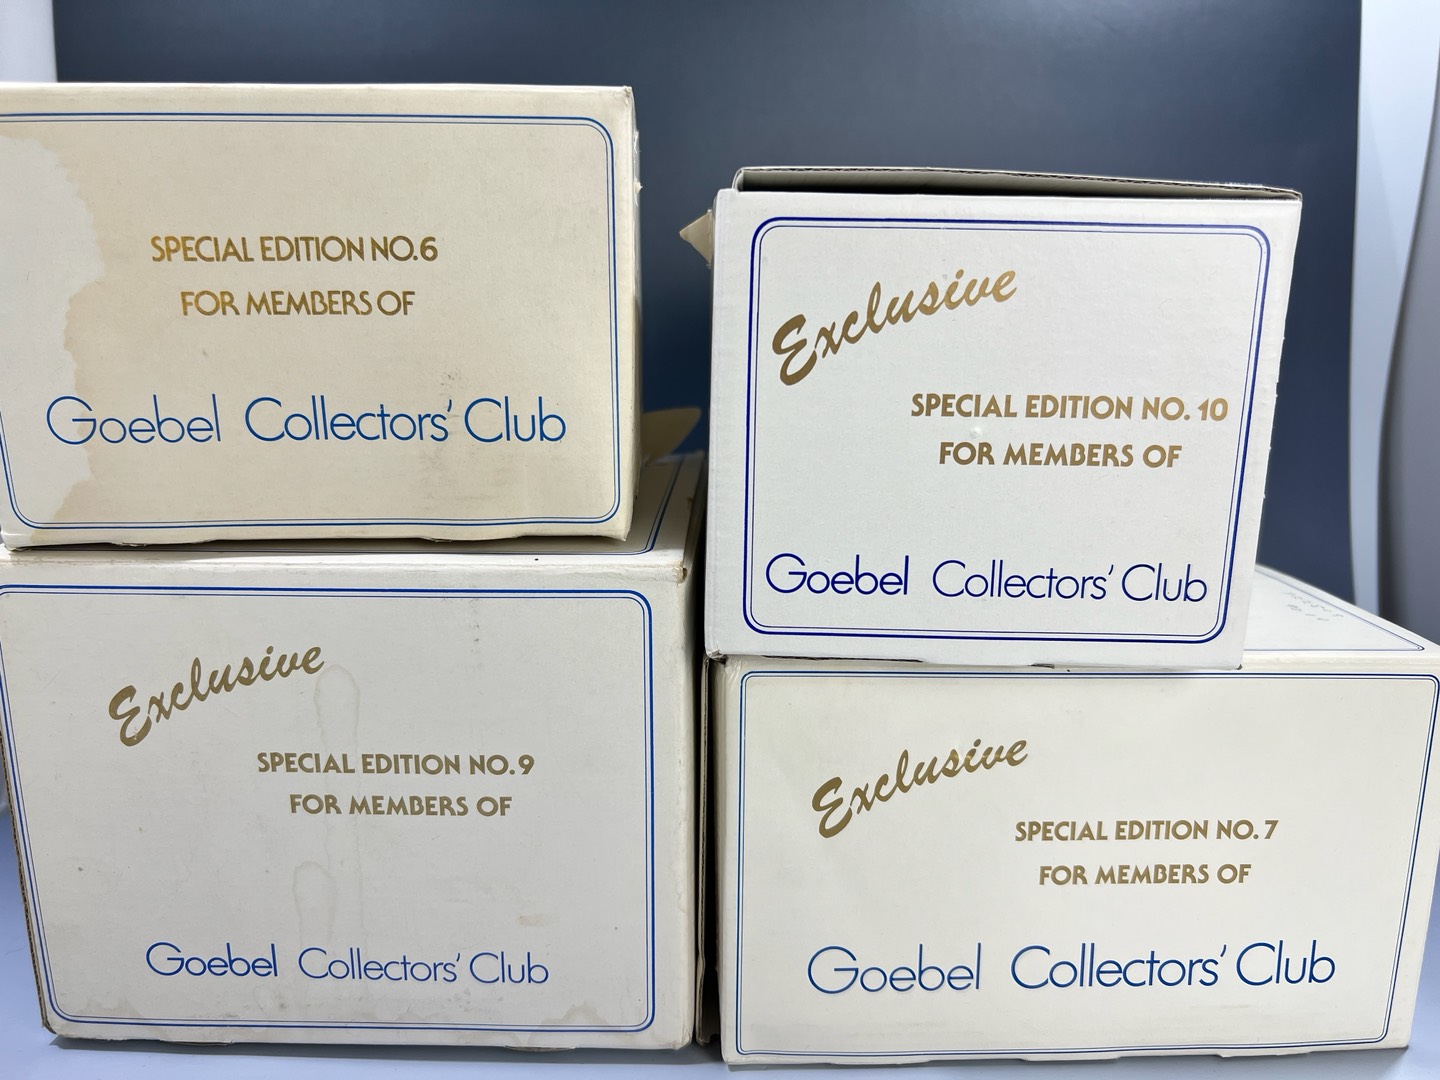 SPECIAL EDITION NO.6
FOR MEMBERS OF
Goebel Collectors' Club
Exclusive
SPECIAL EDITION NO. 10
FOR MEMBERS OF
Goebel Collectors' Club
Exclusive
SPECIAL EDITION NO. 9
FOR MEMBERS OF
Goebel Collectors' Club
Exclusive
SPECIAL EDITION NO. 7
FOR MEMBERS OF
Goebel Collectors' Club